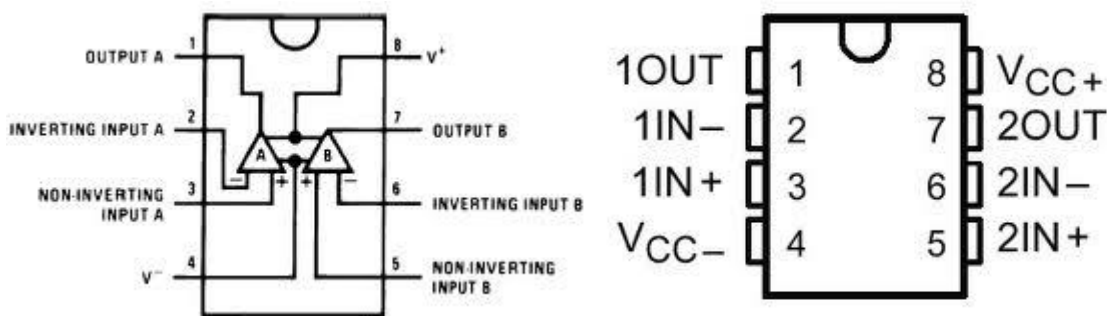 1
OUTPUT A
8
V+
2
INVERTING INPUT A
7
OUTPUT B
A
B
− + + −
3
NON-INVERTING
INPUT A
6
INVERTING INPUT B
4
V−
5
NON-INVERTING
INPUT B
1OUT 1 8 VCC+
1IN− 2 7 2OUT
1IN+ 3 6 2IN−
VCC− 4 5 2IN+